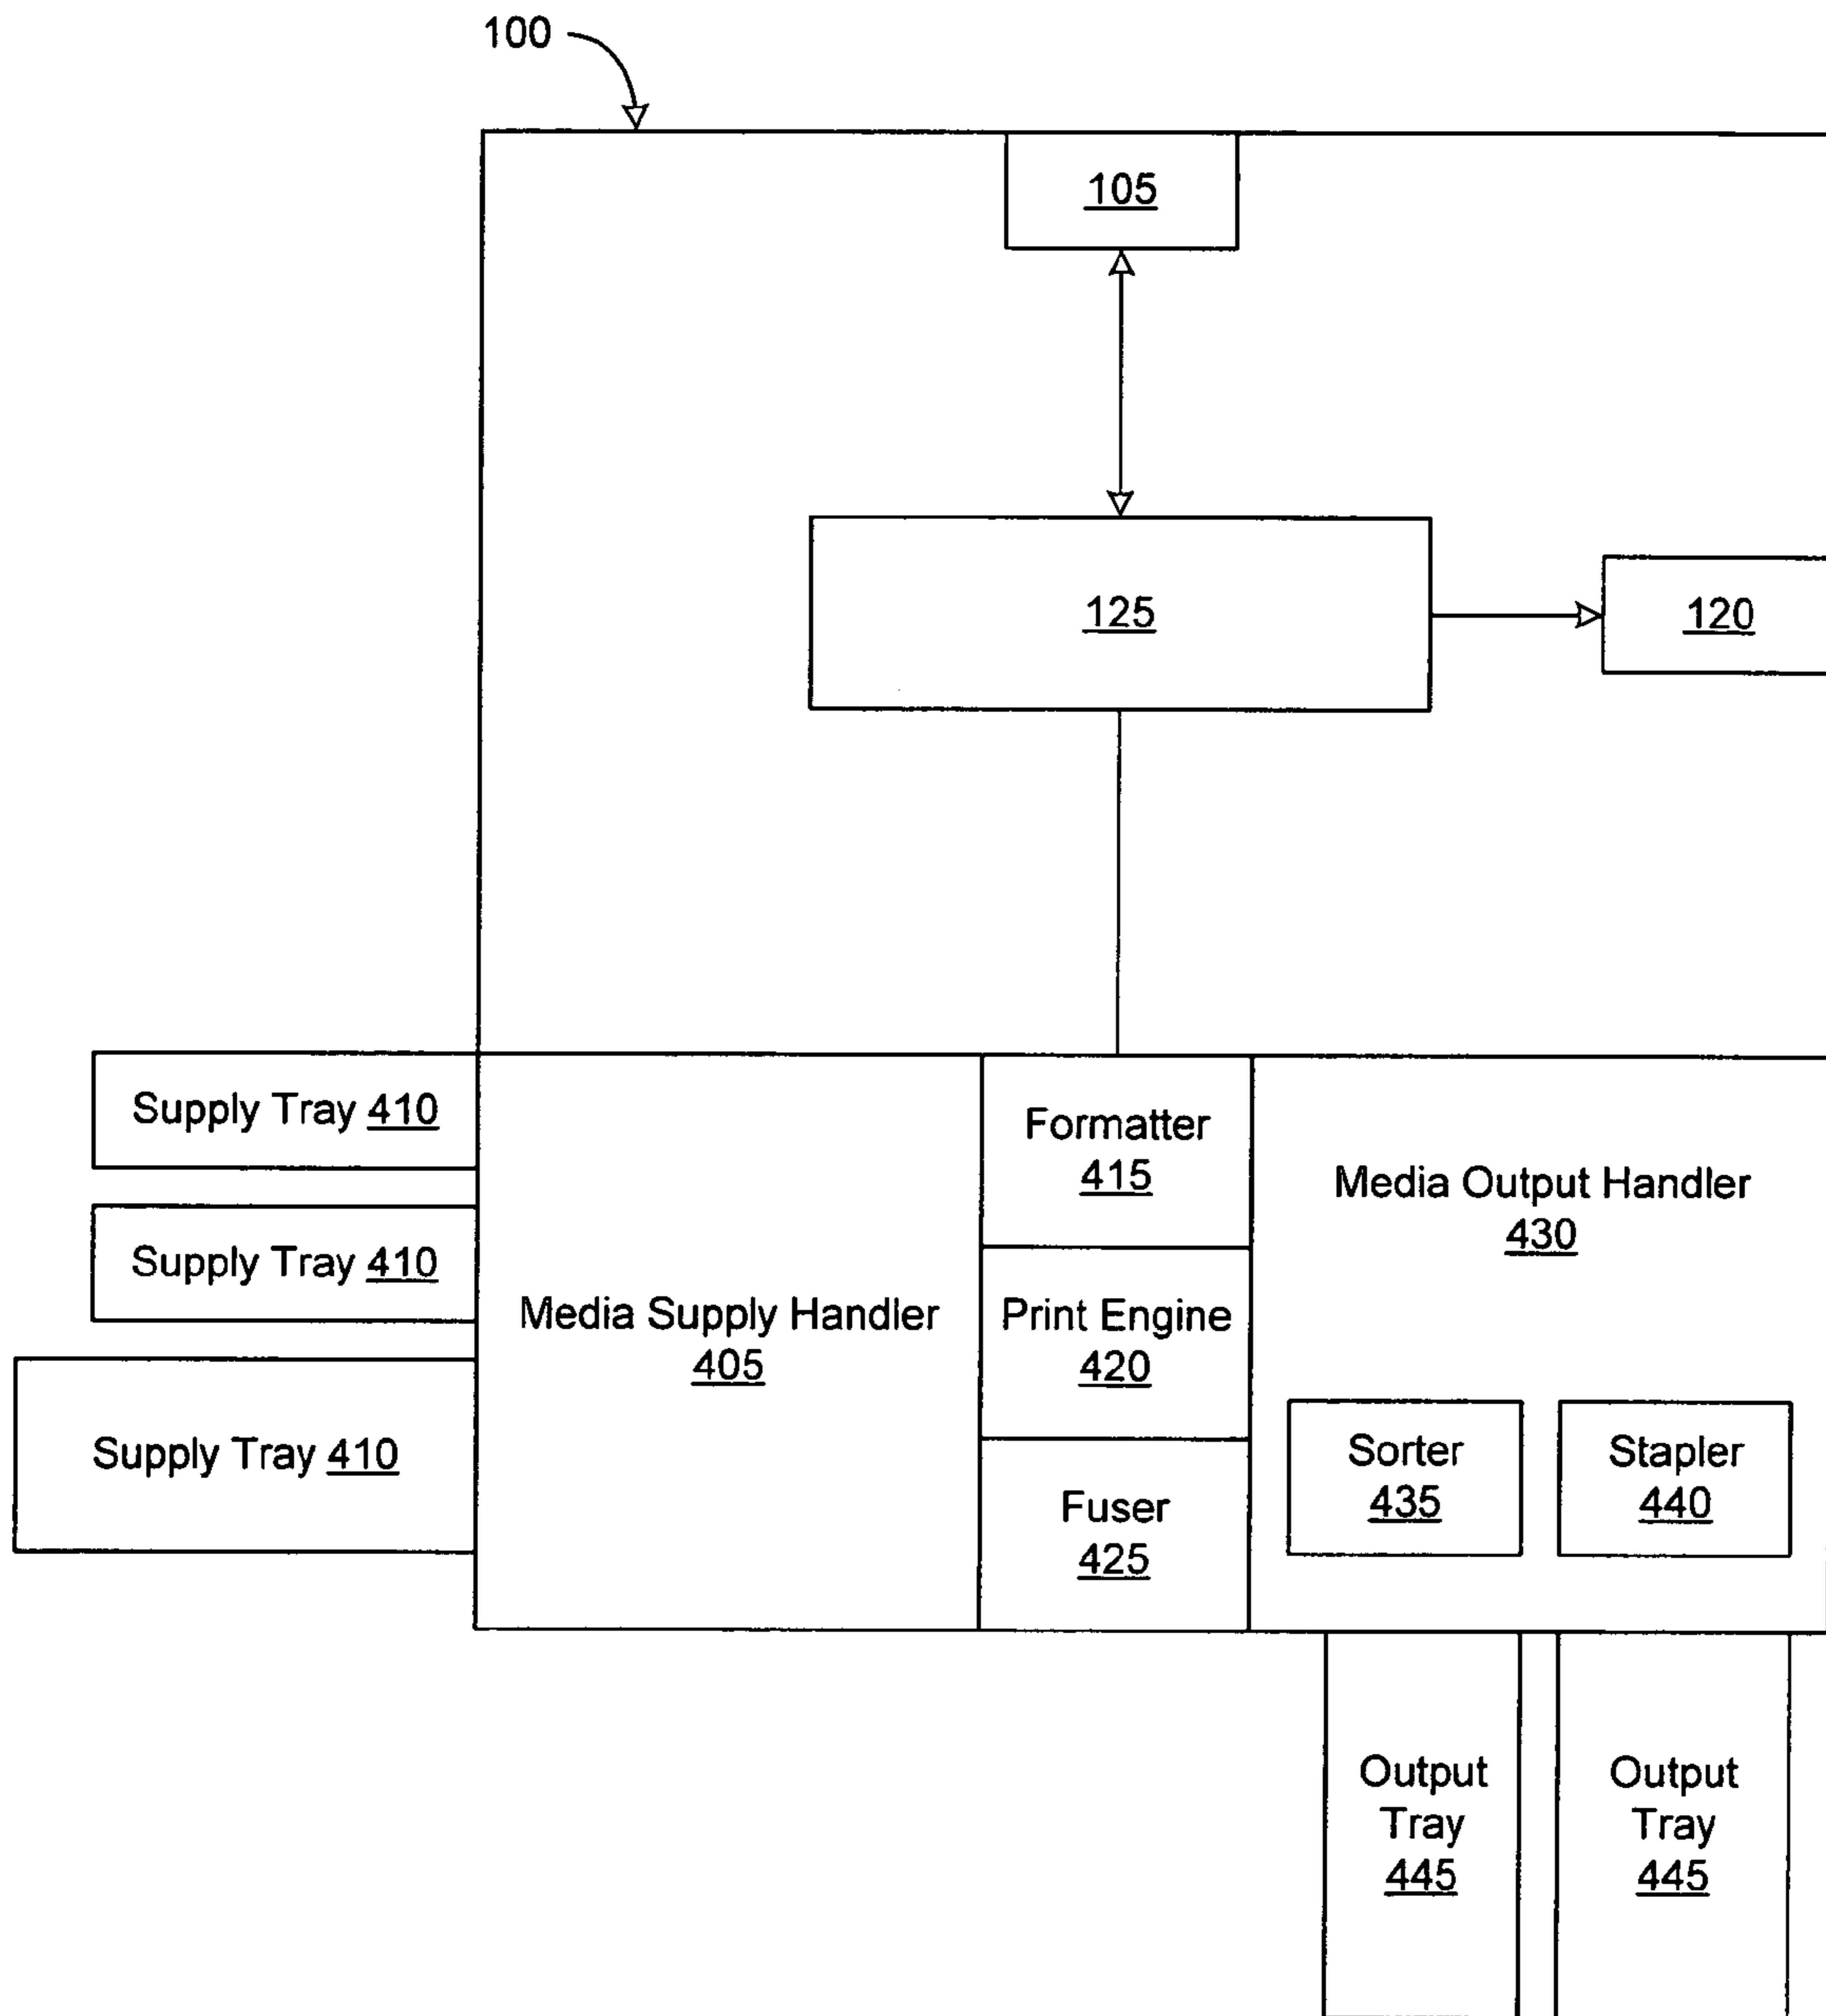 100
105
125
120
Supply Tray 410
Supply Tray 410
Supply Tray 410
Media Supply Handler
405
Formatter
415
Print Engine
420
Fuser
425
Media Output Handler
430
Sorter
435
Stapler
440
Output
Tray
445
Output
Tray
445